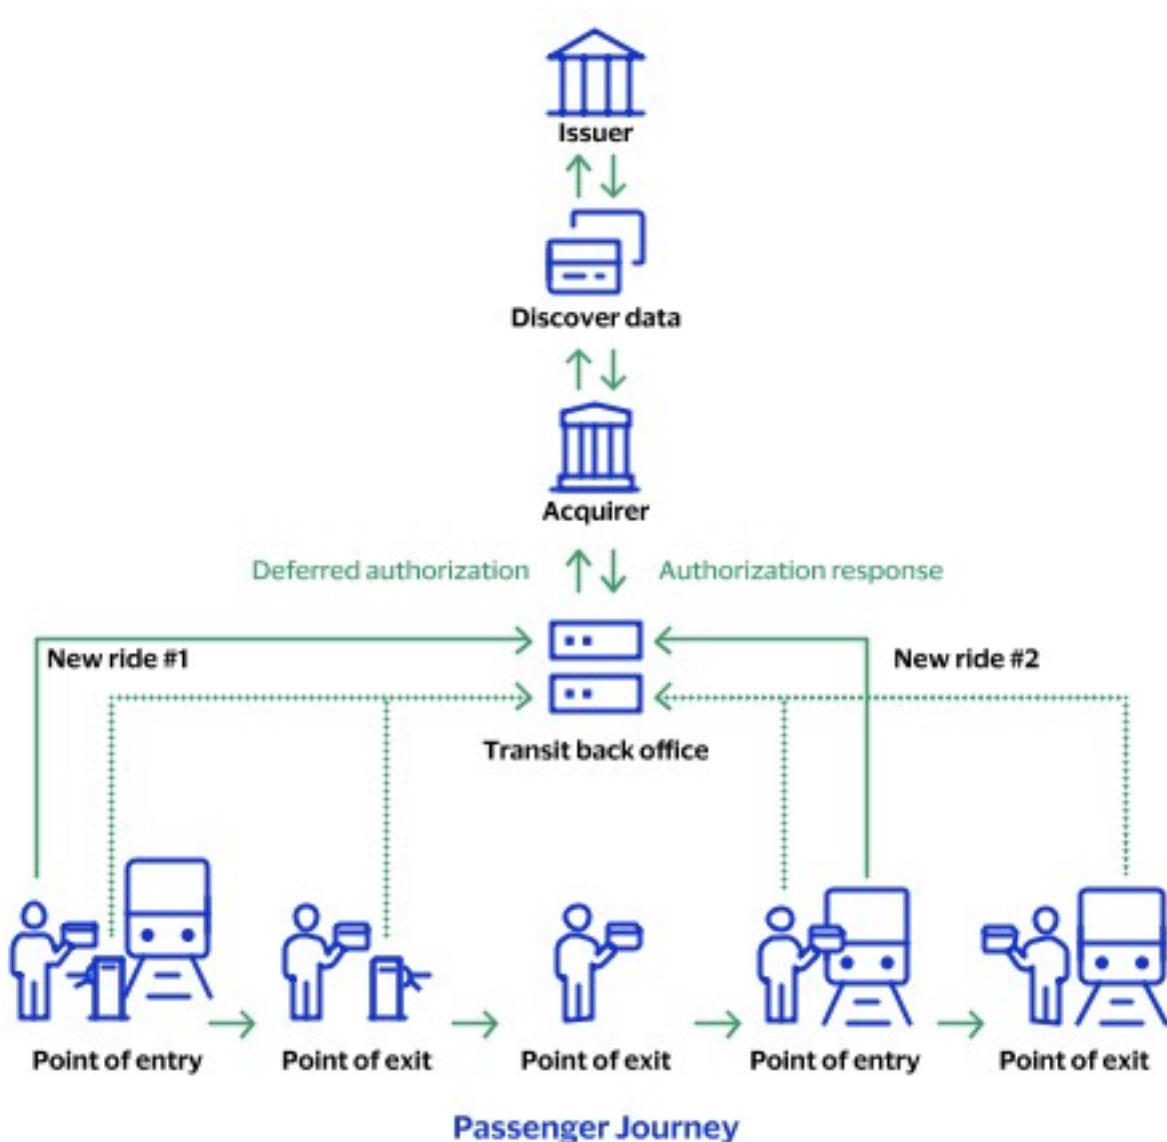 Issuer
Discover data
Acquirer
Deferred authorization
Authorization response
New ride #1
New ride #2
Transit back office
Point of entry
Point of exit
Point of exit
Point of entry
Point of exit
Passenger Journey